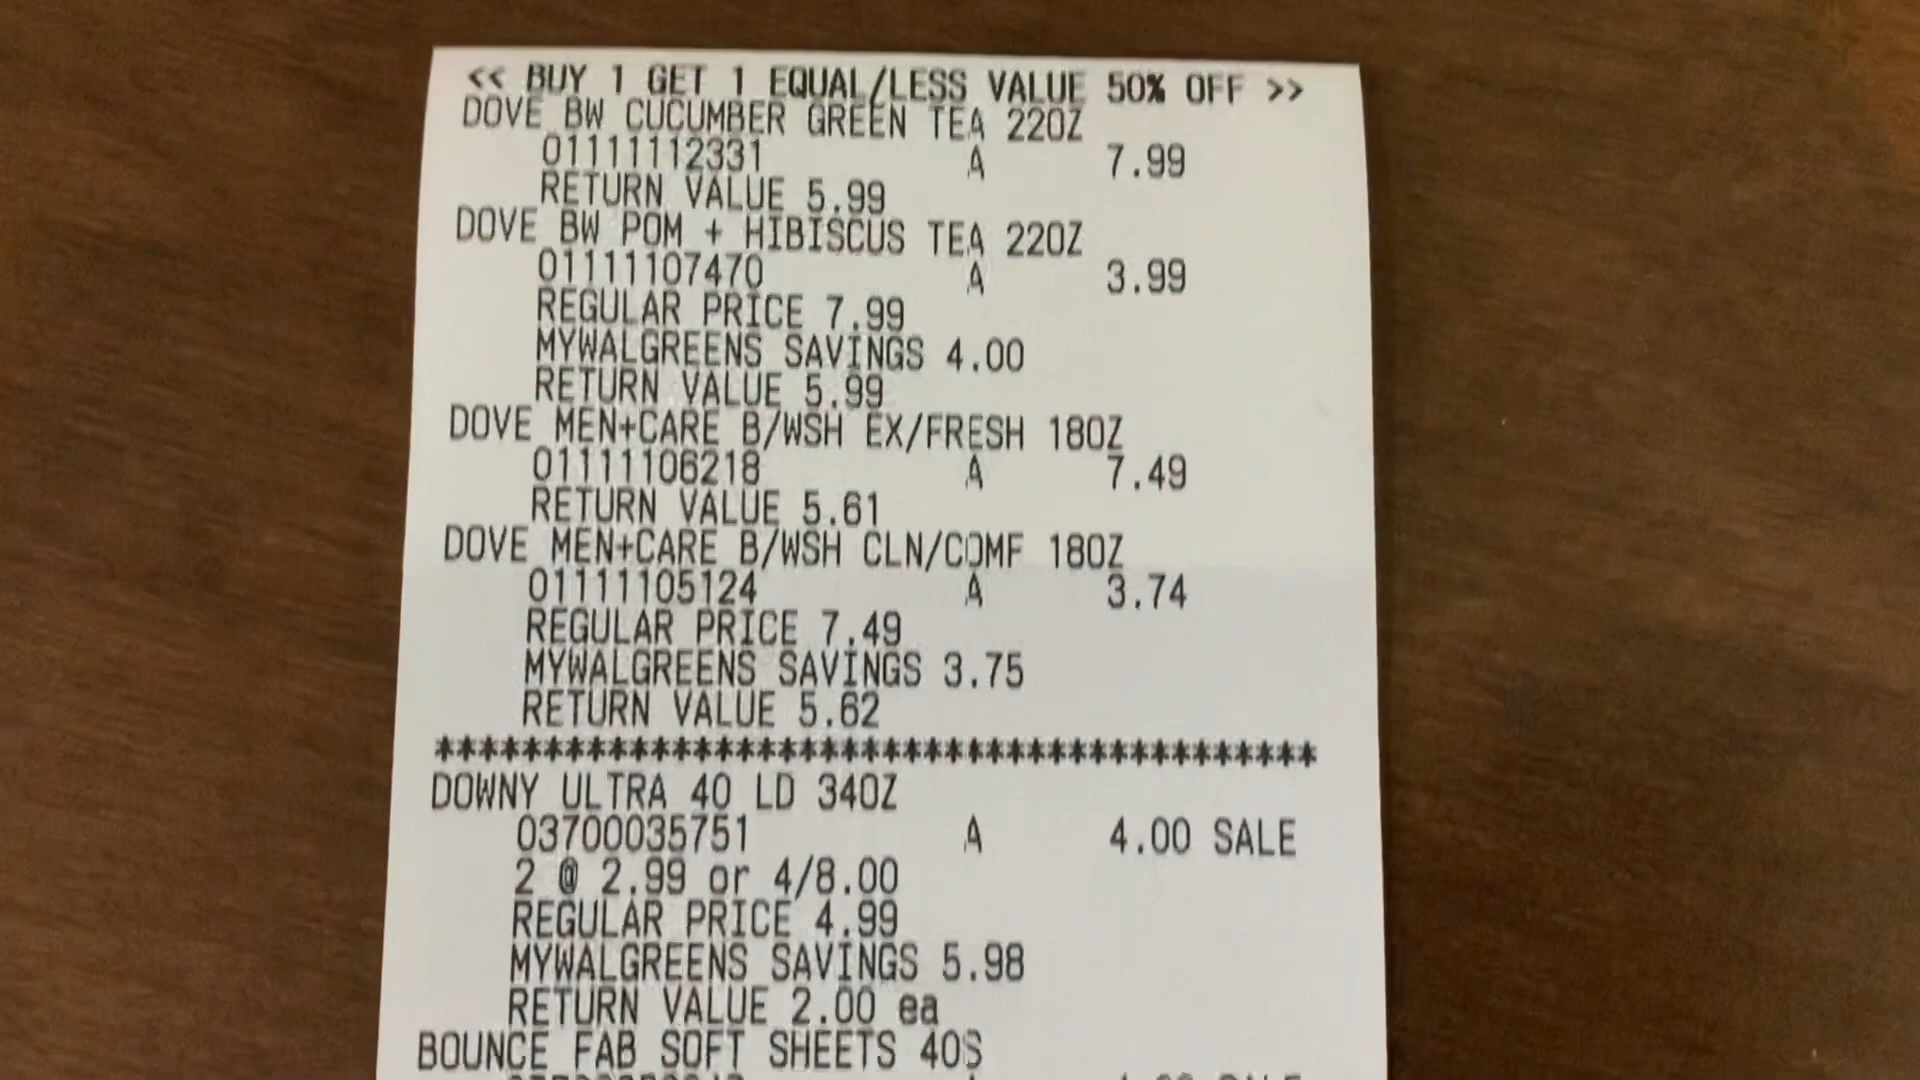 << BUY 1 GET 1 EQUAL/LESS VALUE 50% OFF >>
DOVE BW CUCUMBER GREEN TEA 22OZ
01111112331 A 7.99
RETURN VALUE 5.99
DOVE BW POM + HIBISCUS TEA 22OZ
01111107470 A 3.99
REGULAR PRICE 7.99
MYWALGREENS SAVINGS 4.00
RETURN VALUE 5.99
DOVE MEN+CARE B/WSH EX/FRESH 18OZ
01111106218 A 7.49
RETURN VALUE 5.61
DOVE MEN+CARE B/WSH CLN/COMF 18OZ
01111105124 A 3.74
REGULAR PRICE 7.49
MYWALGREENS SAVINGS 3.75
RETURN VALUE 5.62
******************************************
DOWNY ULTRA 40 LD 34OZ
03700035751 A 4.00 SALE
2 @ 2.99 or 4/8.00
REGULAR PRICE 4.99
MYWALGREENS SAVINGS 5.98
RETURN VALUE 2.00 ea
BOUNCE FAB SOFT SHEETS 40S